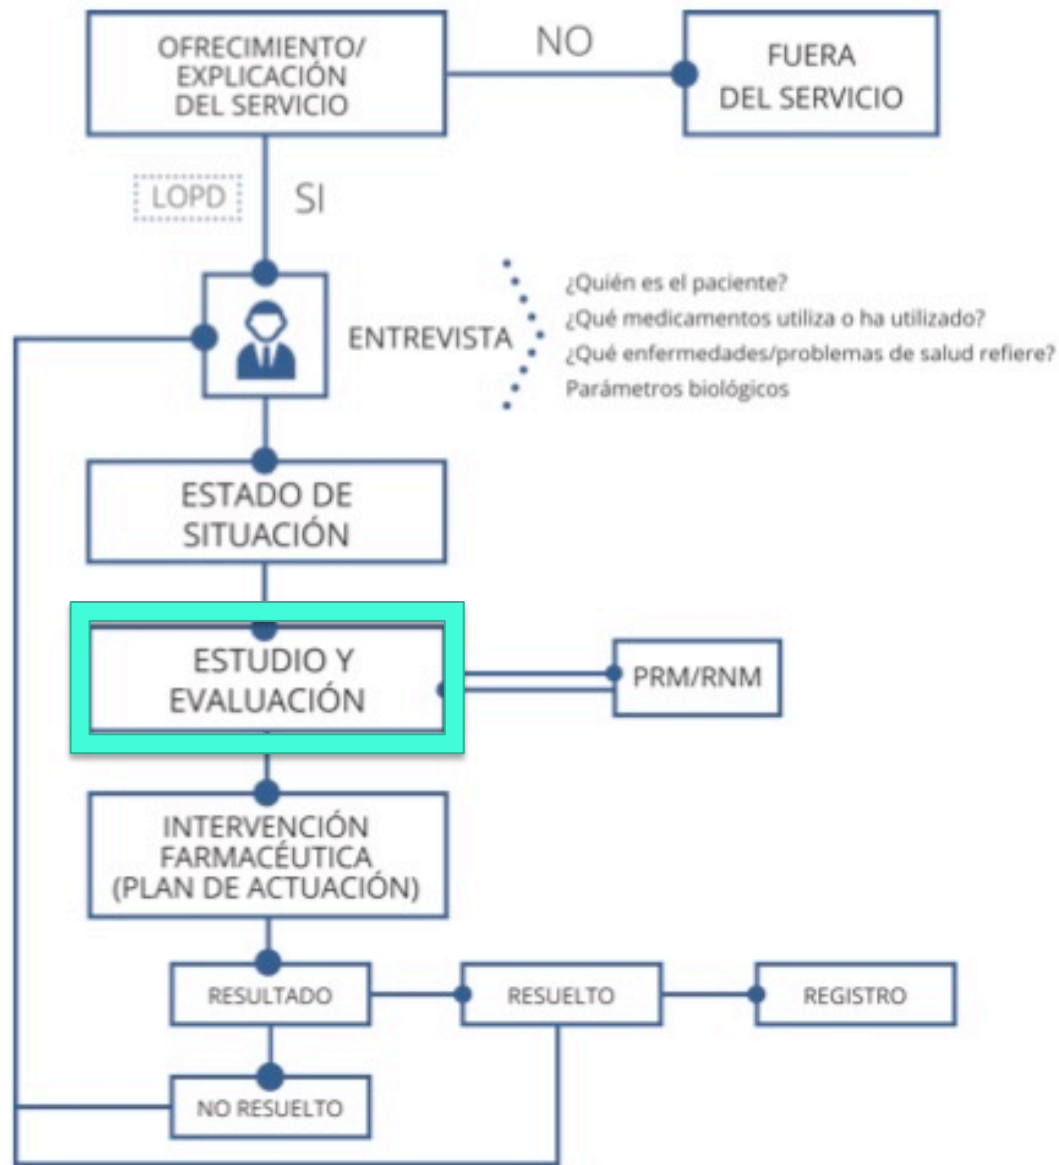 OFRECIMIENTO/
EXPLICACIÓN
DEL SERVICIO
NO
FUERA
DEL SERVICIO
LOPD
SI
ENTREVISTA
¿Quién es el paciente?
¿Qué medicamentos utiliza o ha utilizado?
¿Qué enfermedades/problemas de salud refiere?
Parámetros biológicos
ESTADO DE
SITUACIÓN
ESTUDIO Y
EVALUACIÓN
PRM/RNM
INTERVENCIÓN
FARMACÉUTICA
(PLAN DE ACTUACIÓN)
RESULTADO
RESUELTO
REGISTRO
NO RESUELTO